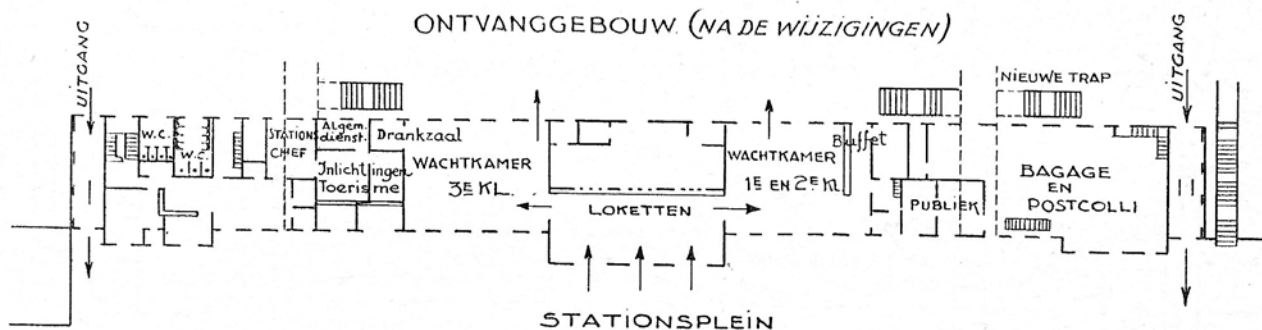 ONTVANGGEBOUW. (NA DE WIJZIGINGEN)
UITGANG
UITGANG
NIEUWE TRAP
W.C.
W.C.
STATIONS
CHEF
Algem.
dienst.
Drankzaal
Inlichtingen
Toerisme
WACHTKAMER
3E KL.
LOKETTEN
WACHTKAMER
1E EN 2E KL.
Buffet
PUBLIEK
BAGAGE
EN
POSTCOLLI
STATIONSPLEIN